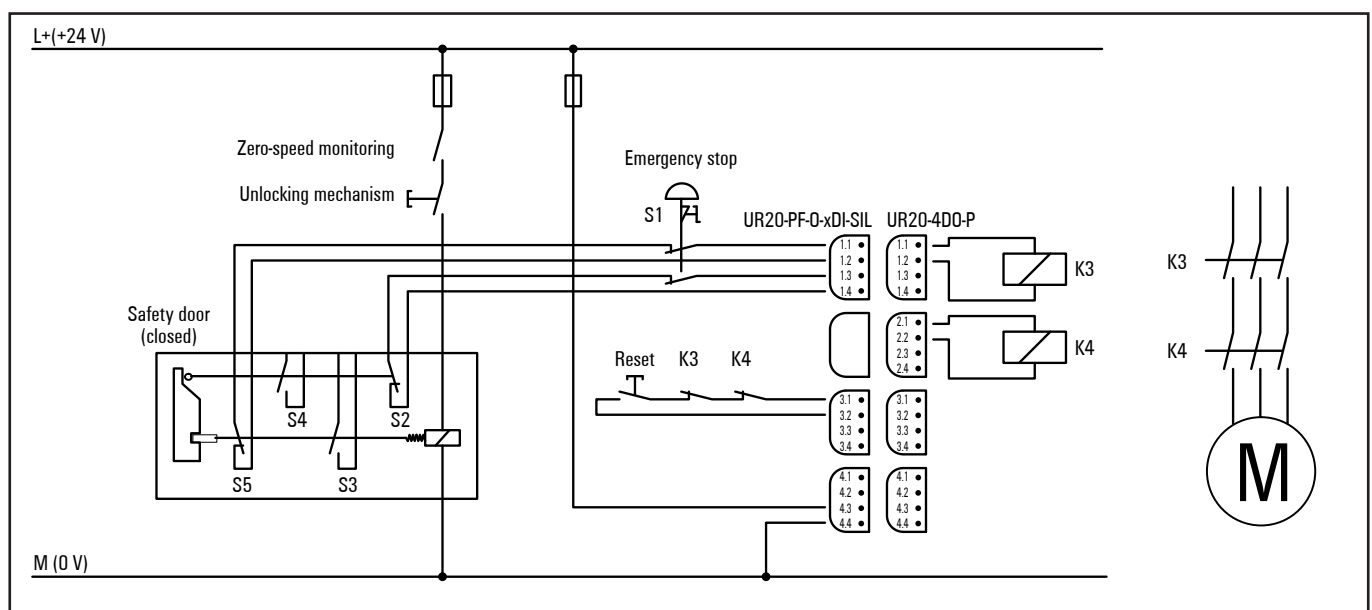 L+(+24 V)
Zero-speed monitoring
Unlocking mechanism
Emergency stop
S1
UR20-PF-O-xDI-SIL
UR20-4DO-P
1.1
1.2
1.3
1.4
1.1
1.2
1.3
1.4
K3
K3
Safety door
(closed)
2.1
2.2
2.3
2.4
K4
K4
Reset
K3
K4
S4
S2
3.1
3.2
3.3
3.4
3.1
3.2
3.3
3.4
S5
S3
M
4.1
4.2
4.3
4.4
4.1
4.2
4.3
4.4
M (0 V)